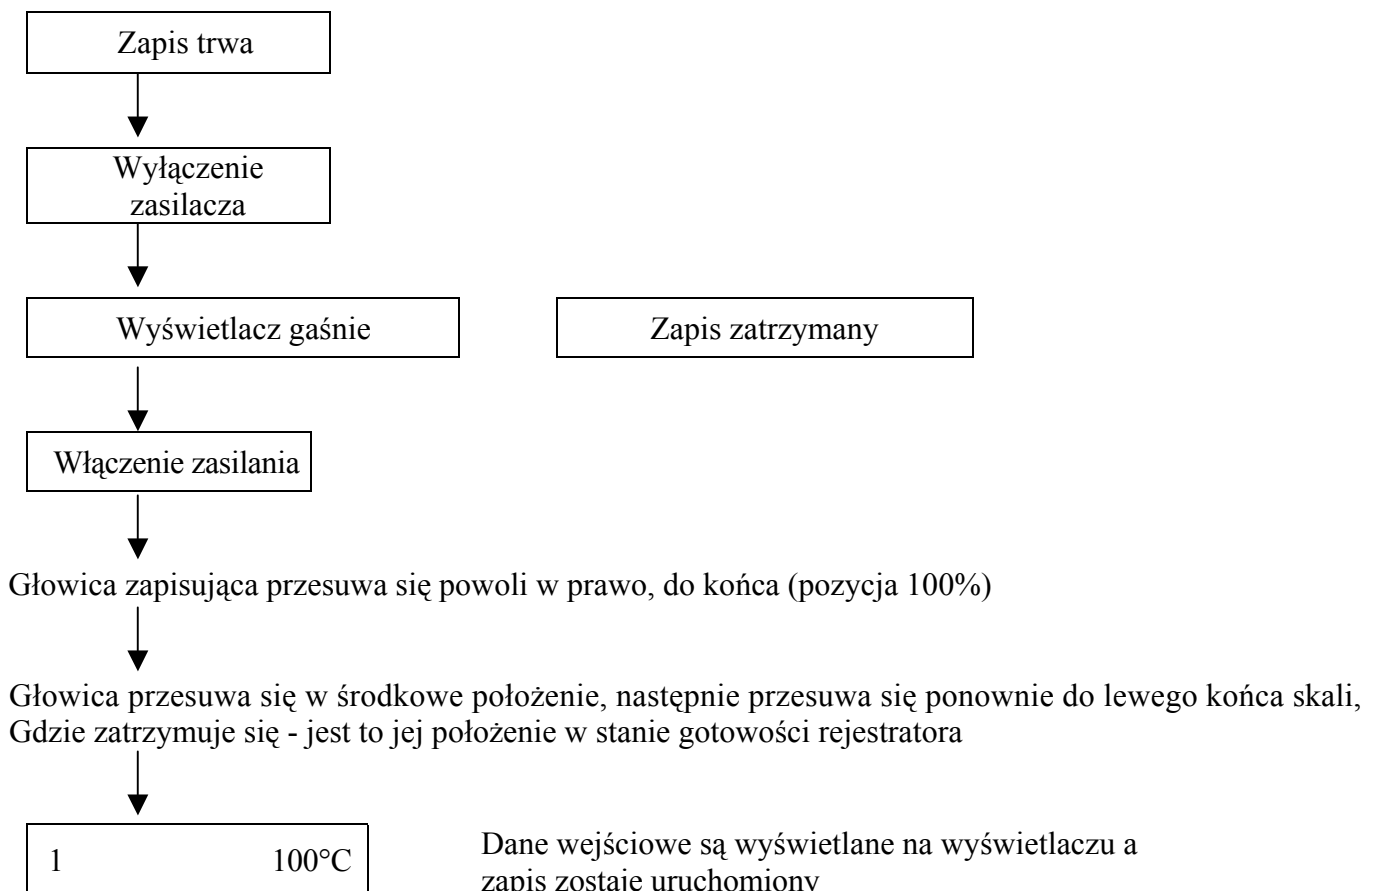 Zapis trwa
Wyłączenie
zasilacza
Wyświetlacz gaśnie
Zapis zatrzymany
Włączenie zasilania
Głowica zapisująca przesuwa się powoli w prawo, do końca (pozycja 100%)
Głowica przesuwa się w środkowe położenie, następnie przesuwa się ponownie do lewego końca skali,
Gdzie zatrzymuje się - jest to jej położenie w stanie gotowości rejestratora
1 100°C
Dane wejściowe są wyświetlane na wyświetlaczu a
zapis zostaje uruchomiony